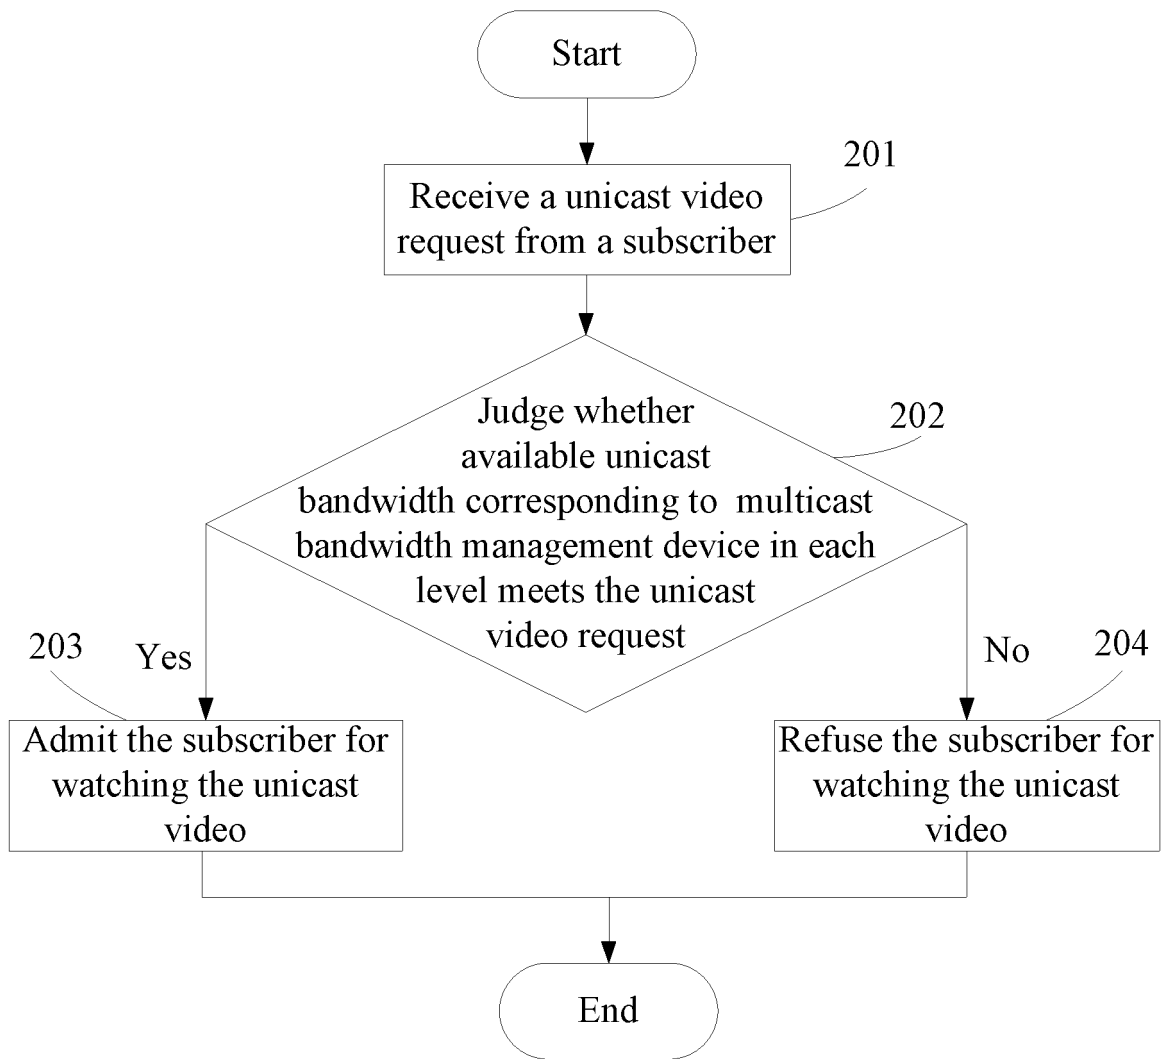 Start
201
Receive a unicast video
request from a subscriber
202
Judge whether
available unicast
bandwidth corresponding to multicast
bandwidth management device in each
level meets the unicast
video request
203
Yes
No
204
Admit the subscriber for
watching the unicast
video
Refuse the subscriber for
watching the unicast
video
End